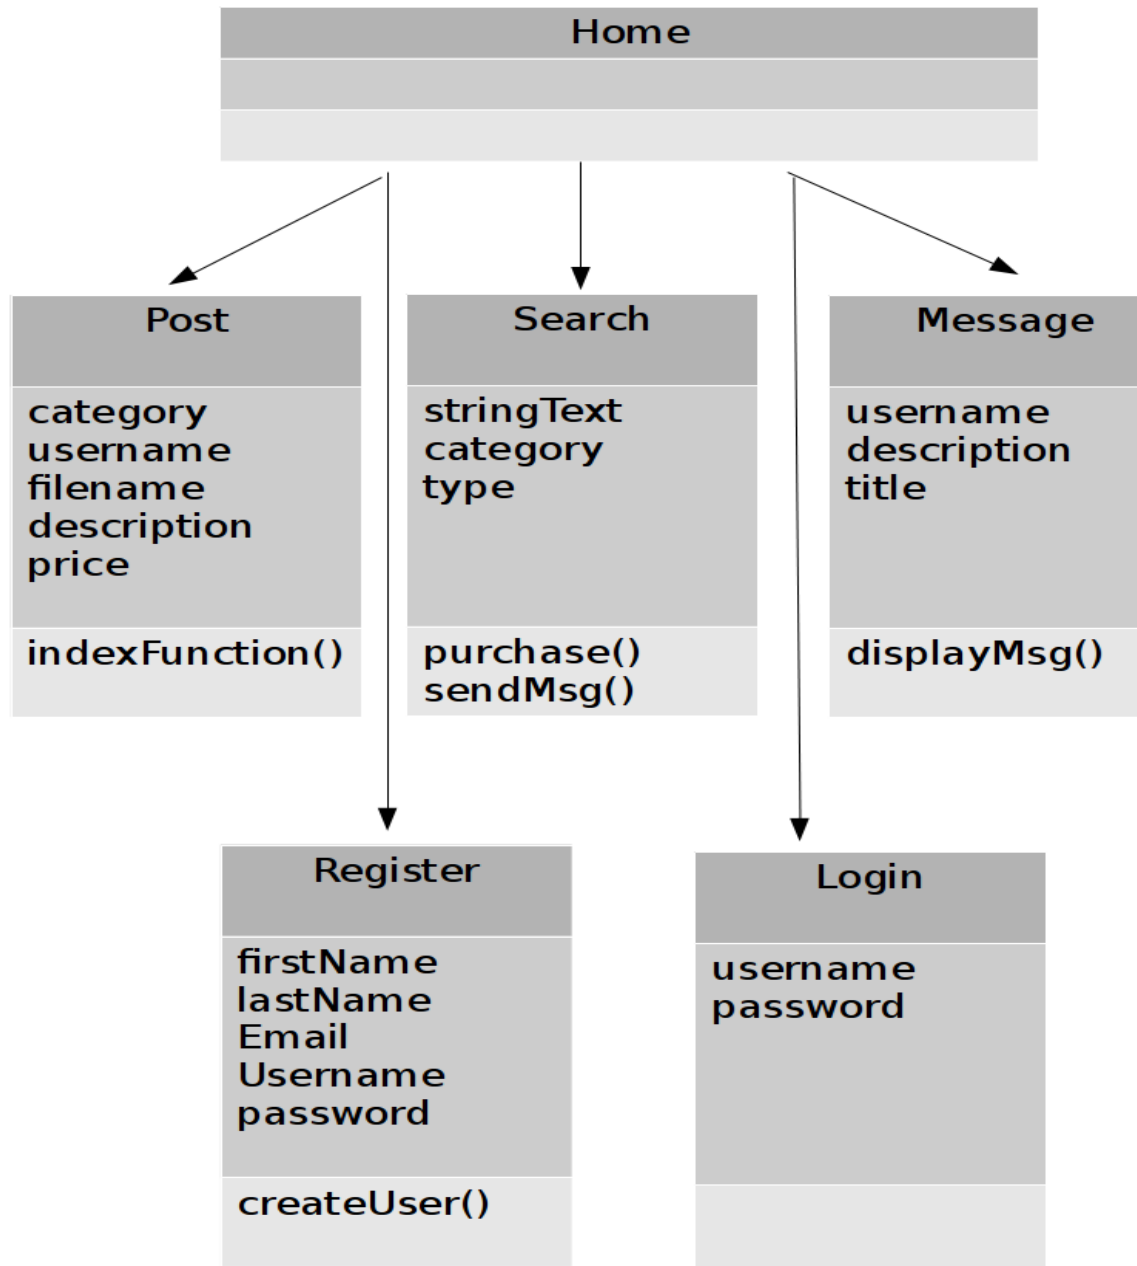 Home
Post
category
username
filename
description
price
indexFunction()
Search
stringText
category
type
purchase()
sendMsg()
Message
username
description
title
displayMsg()
Register
firstName
lastName
Email
Username
password
createUser()
Login
username
password